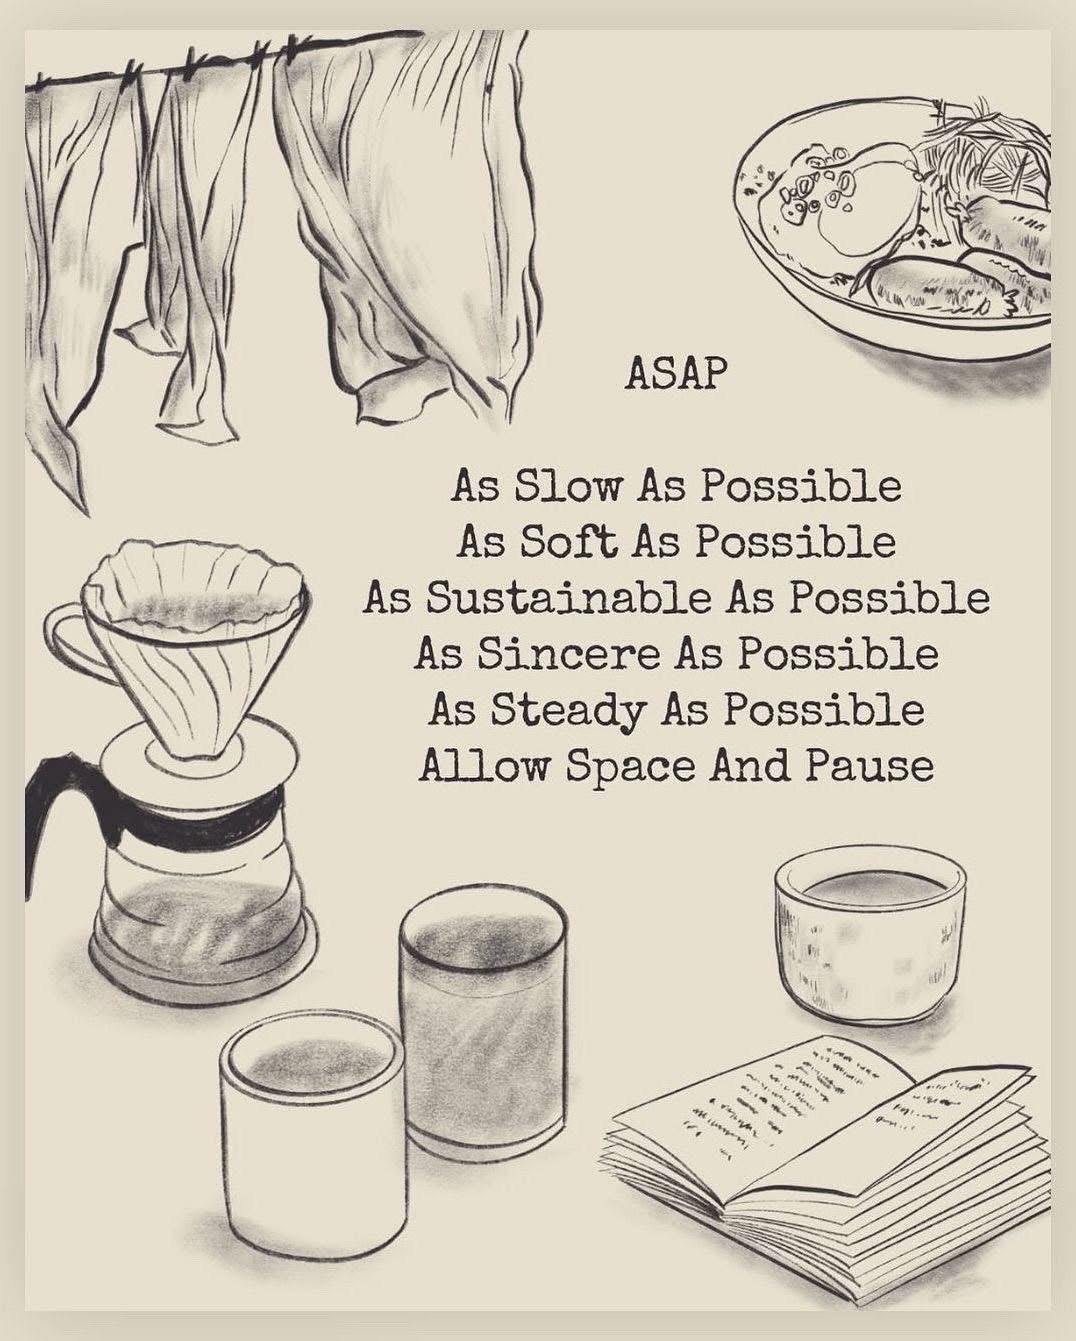 ASAP
As Slow As Possible
As Soft As Possible
As Sustainable As Possible
As Sincere As Possible
As Steady As Possible
Allow Space And Pause